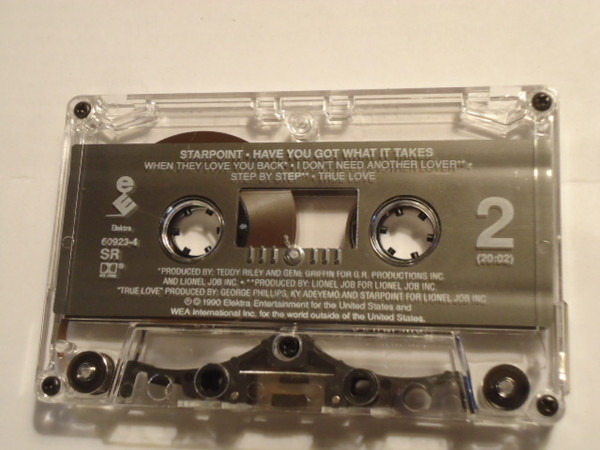 STARPOINT • HAVE YOU GOT WHAT IT TAKES
WHEN THEY LOVE YOU BACK* • I DON'T NEED ANOTHER LOVER** •
STEP BY STEP** • TRUE LOVE
e
Elektra
60923-4
SR
2
(20:02)
*PRODUCED BY: TEDDY RILEY AND GENE GRIFFIN FOR G.R. PRODUCTIONS INC.
AND LIONEL JOB INC. • **PRODUCED BY: LIONEL JOB FOR LIONEL JOB INC.
"TRUE LOVE" PRODUCED BY: GEORGE PHILLIPS, KY ADEYEMO AND STARPOINT FOR LIONEL JOB INC
℗ © 1990 Elektra Entertainment for the United States and
WEA International Inc. for the world outside of the United States.